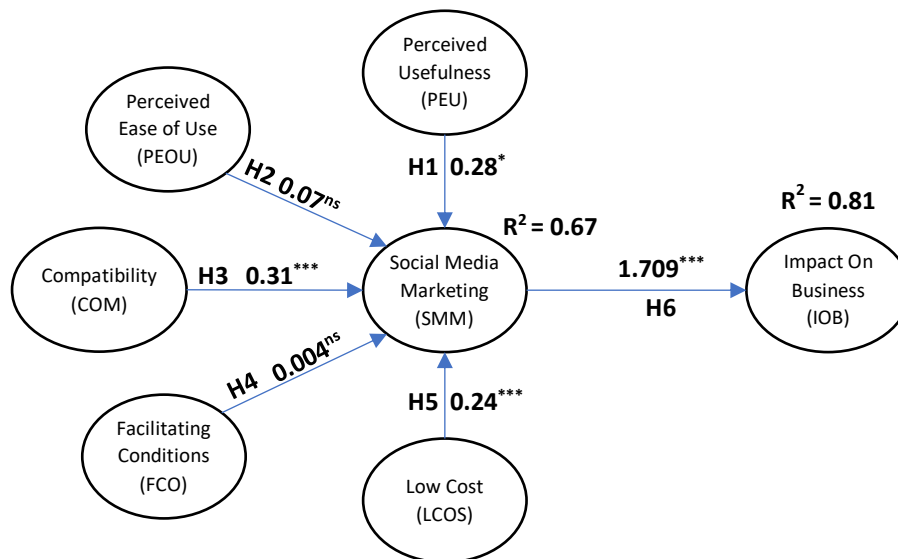 Perceived
Usefulness
(PEU)
Perceived
Ease of Use
(PEOU)
H1 0.28*
H2 0.07ns
R2 = 0.67
R2 = 0.81
Compatibility
(COM)
H3 0.31***
Social Media
Marketing
(SMM)
1.709***
H6
Impact On
Business
(IOB)
H4 0.004ns
H5 0.24***
Facilitating
Conditions
(FCO)
Low Cost
(LCOS)